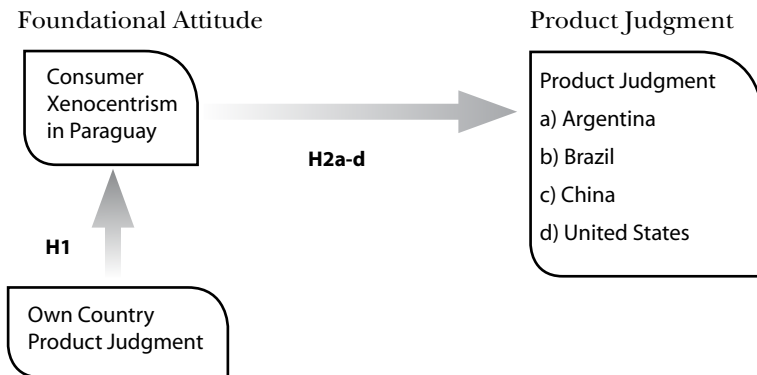 Foundational Attitude
Product Judgment
Consumer
Xenocentrism
in Paraguay
H2a-d
Product Judgment
a) Argentina
b) Brazil
c) China
d) United States
H1
Own Country
Product Judgment